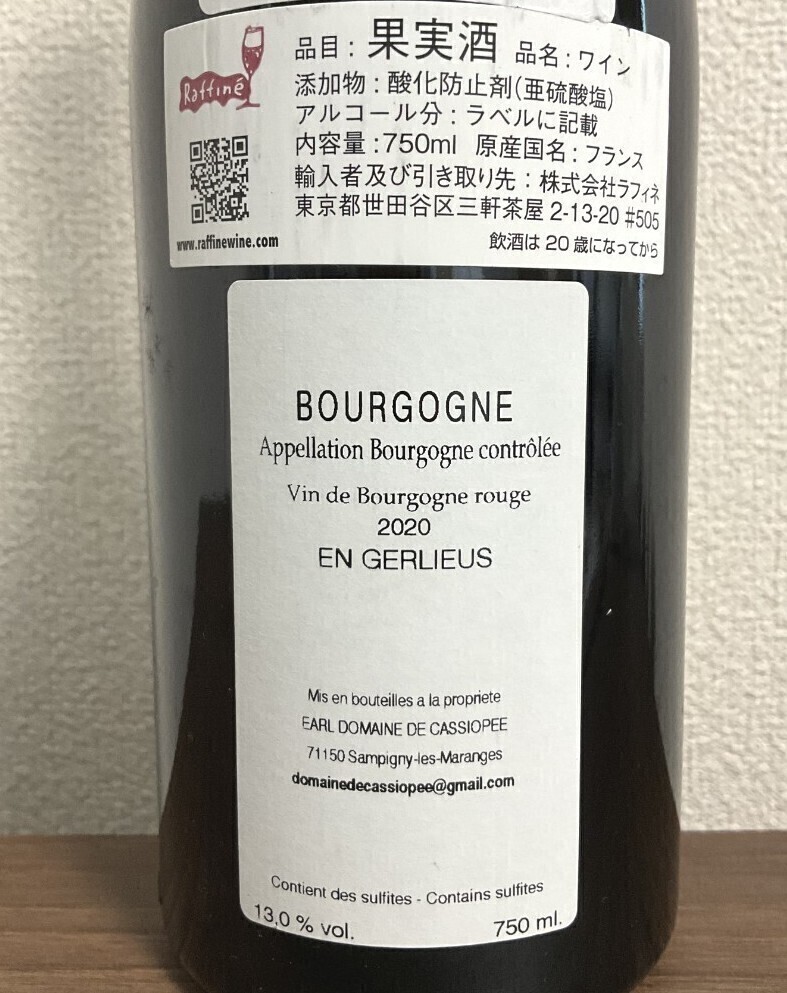 Raffiné
www.raffinewine.com
品目 : 果実酒 品名 : ワイン
添加物 : 酸化防止剤(亜硫酸塩)
アルコール分 : ラベルに記載
内容量 : 750ml 原産国名 : フランス
輸入者及び引き取り先 : 株式会社ラフィネ
東京都世田谷区三軒茶屋 2-13-20 #505
飲酒は 20 歳になってから
BOURGOGNE
Appellation Bourgogne contrôlée
Vin de Bourgogne rouge
2020
EN GERLIEUS
Mis en bouteilles a la propriete
EARL DOMAINE DE CASSIOPEE
71150 Sampigny-les-Maranges
domainedecassiopee@gmail.com
Contient des sulfites - Contains sulfites
13,0 % vol. 750 ml.